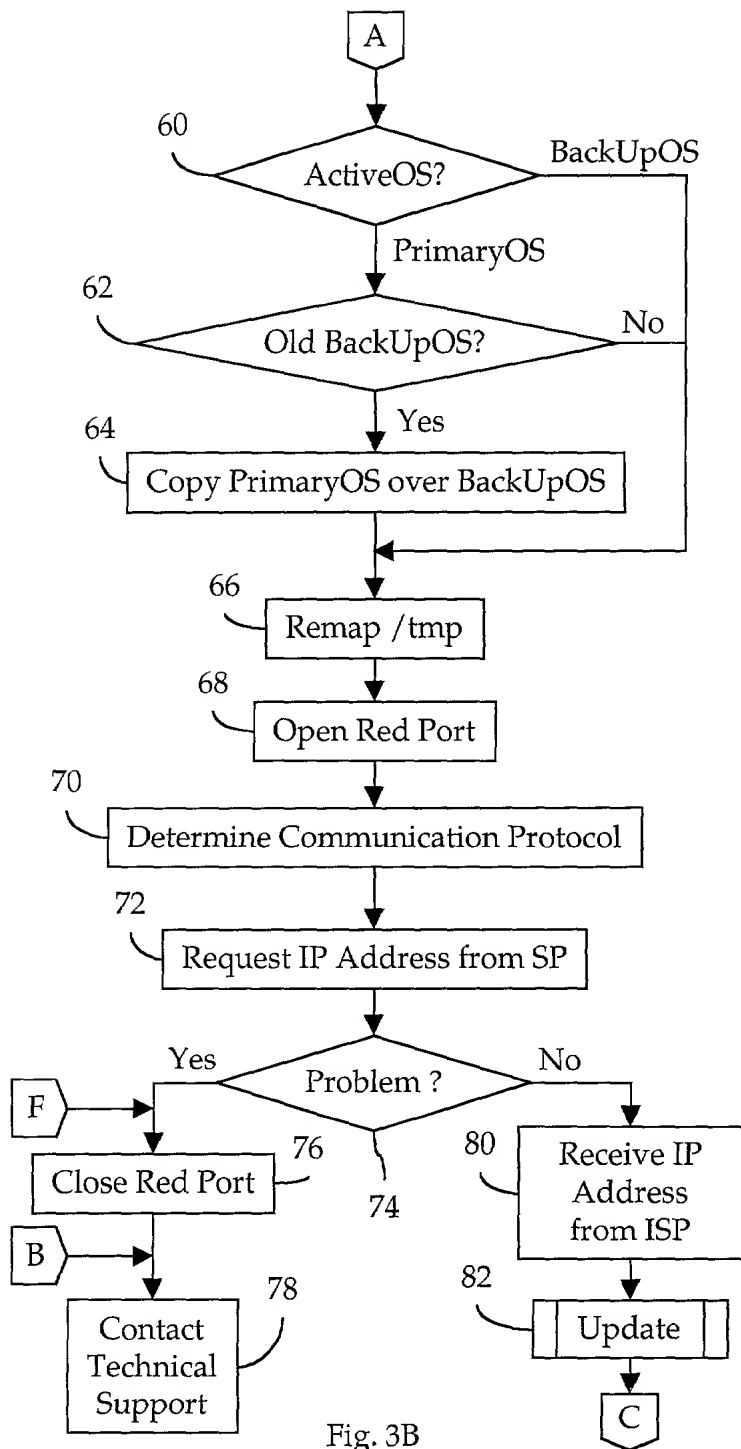 A
60
ActiveOS?
BackUpOS
PrimaryOS
62
Old BackUpOS?
No
Yes
64
Copy PrimaryOS over BackUpOS
66
Remap /tmp
68
Open Red Port
70
Determine Communication Protocol
72
Request IP Address from SP
Yes
Problem ?
No
F
74
76
Close Red Port
80
Receive IP
Address
from ISP
B
78
Contact
Technical
Support
82
Update
C
Fig. 3B